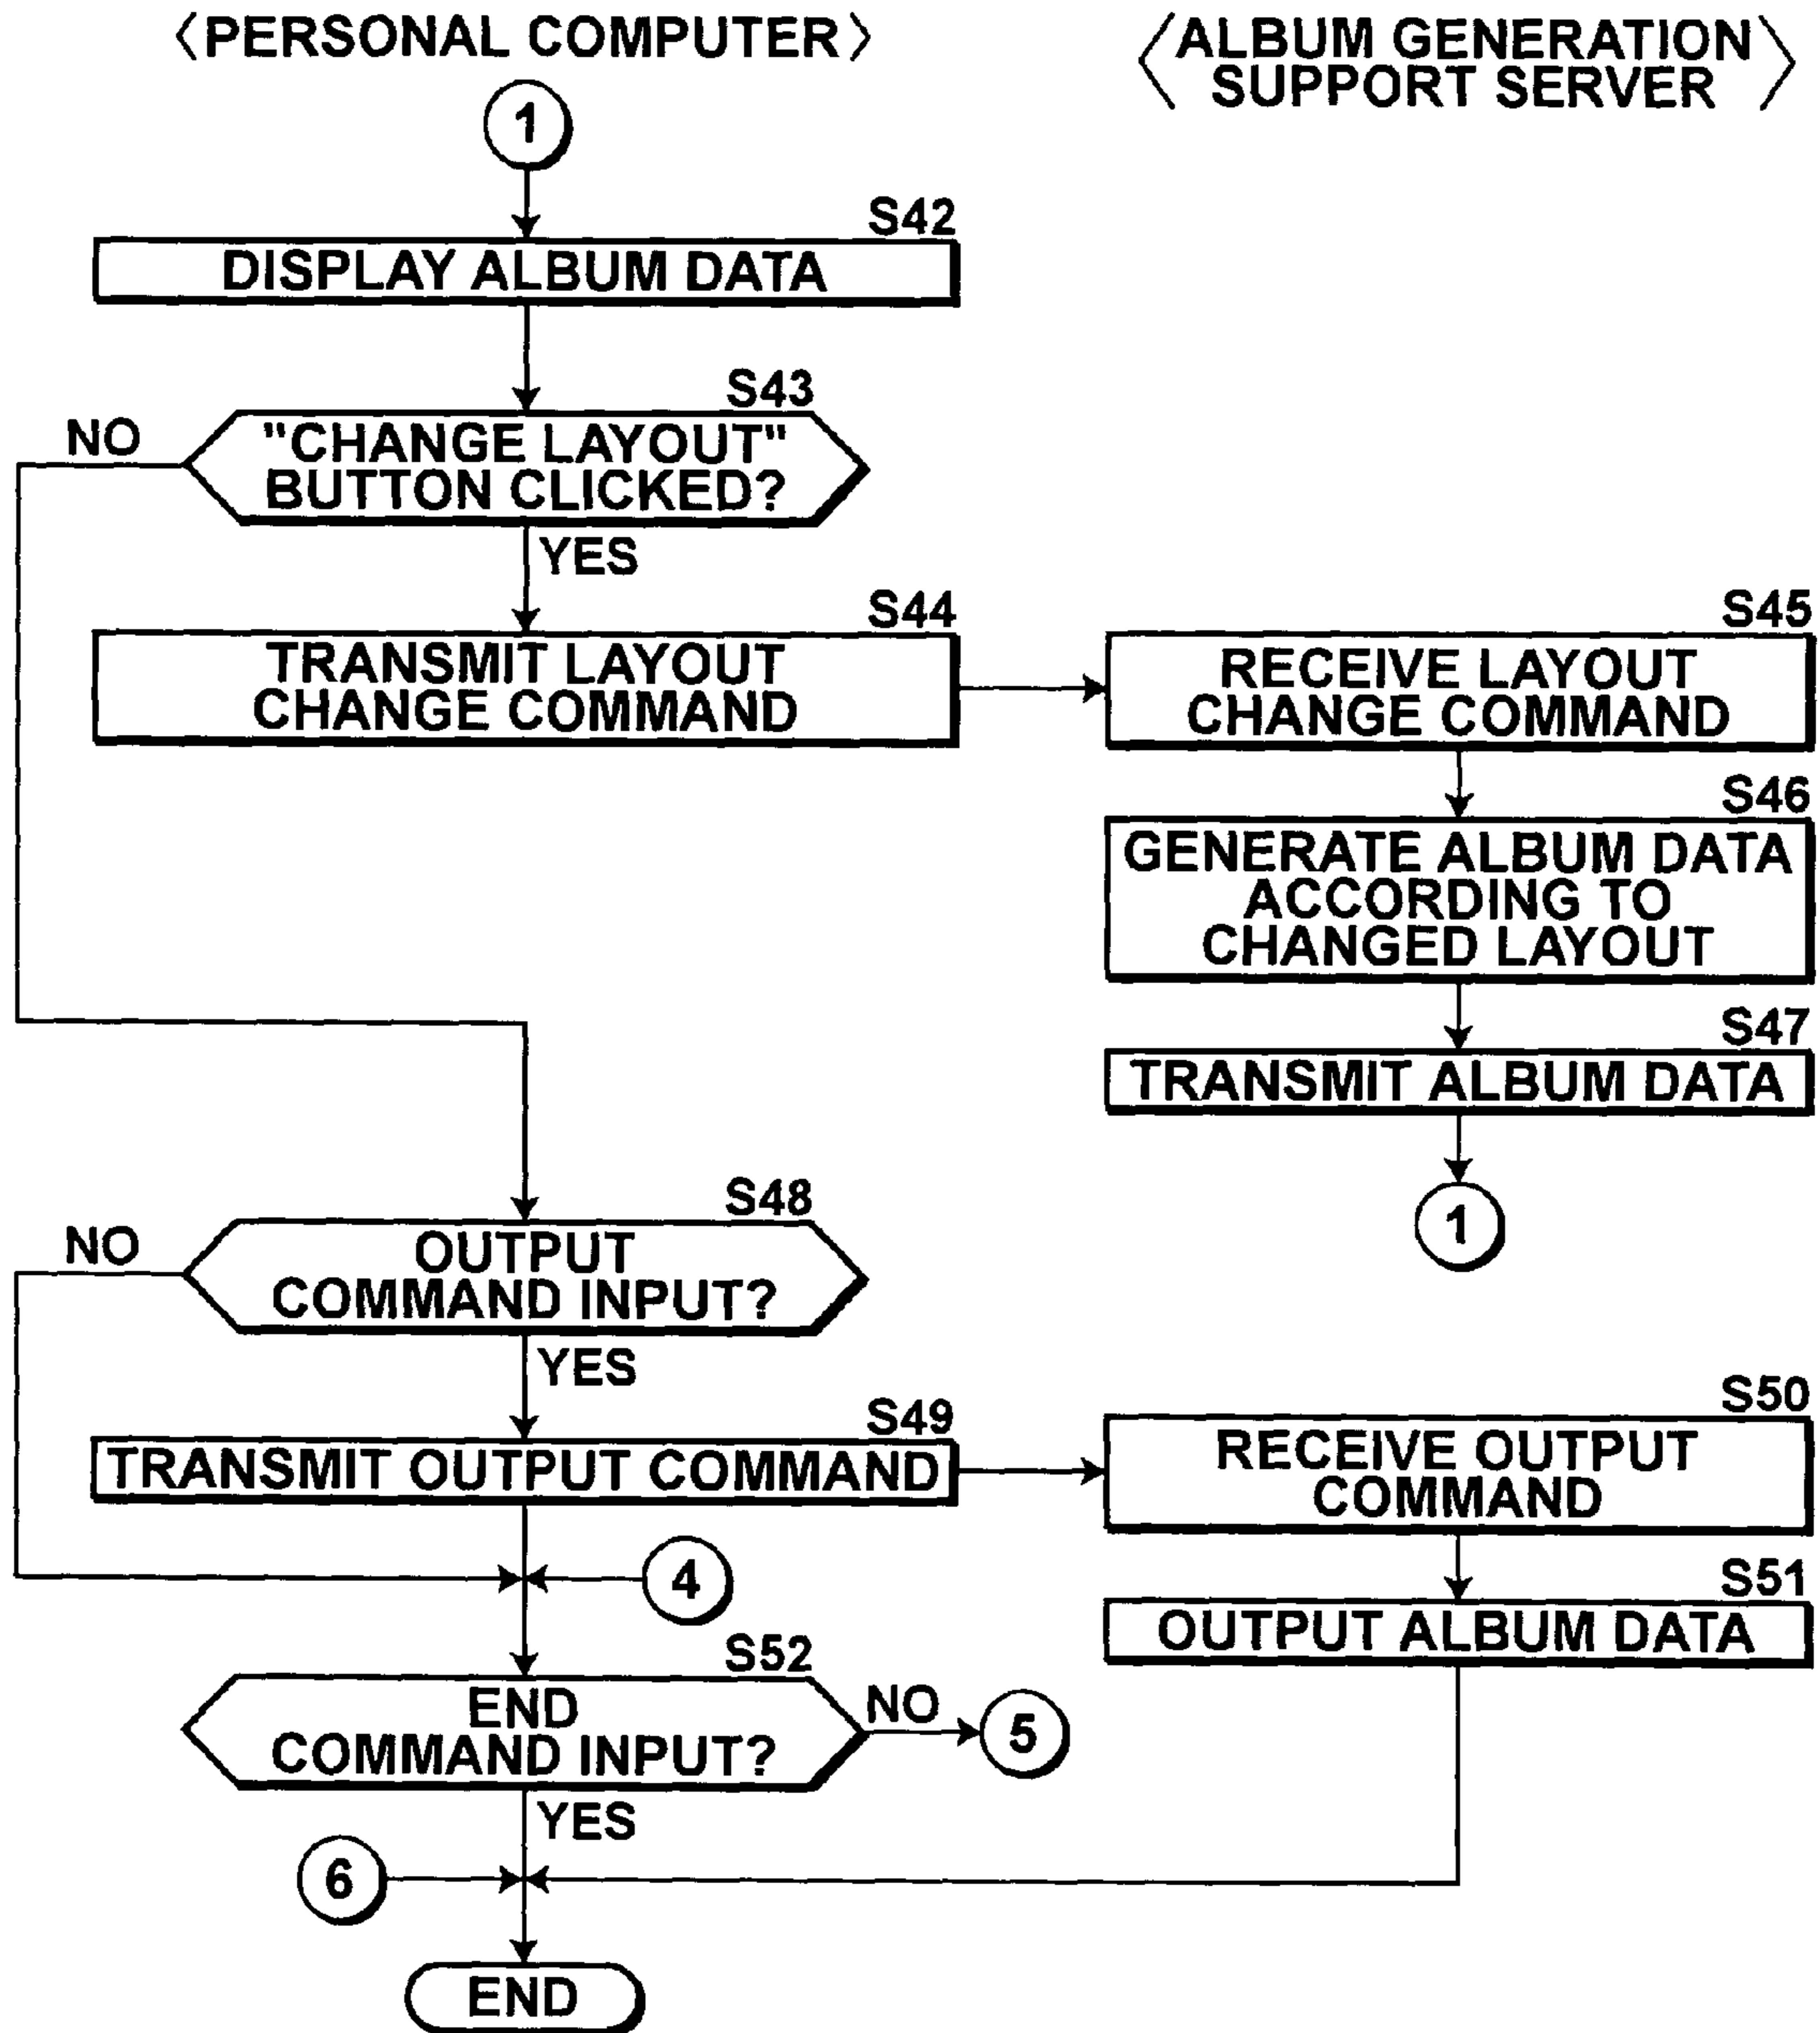 〈PERSONAL COMPUTER〉
〈ALBUM GENERATION
SUPPORT SERVER〉
1
S42
DISPLAY ALBUM DATA
S43
NO
"CHANGE LAYOUT"
BUTTON CLICKED?
YES
S44
TRANSMIT LAYOUT
CHANGE COMMAND
S45
RECEIVE LAYOUT
CHANGE COMMAND
S46
GENERATE ALBUM DATA
ACCORDING TO
CHANGED LAYOUT
S47
TRANSMIT ALBUM DATA
1
S48
NO
OUTPUT
COMMAND INPUT?
YES
S49
TRANSMIT OUTPUT COMMAND
S50
RECEIVE OUTPUT
COMMAND
4
S51
OUTPUT ALBUM DATA
S52
END
COMMAND INPUT?
NO
5
YES
6
END